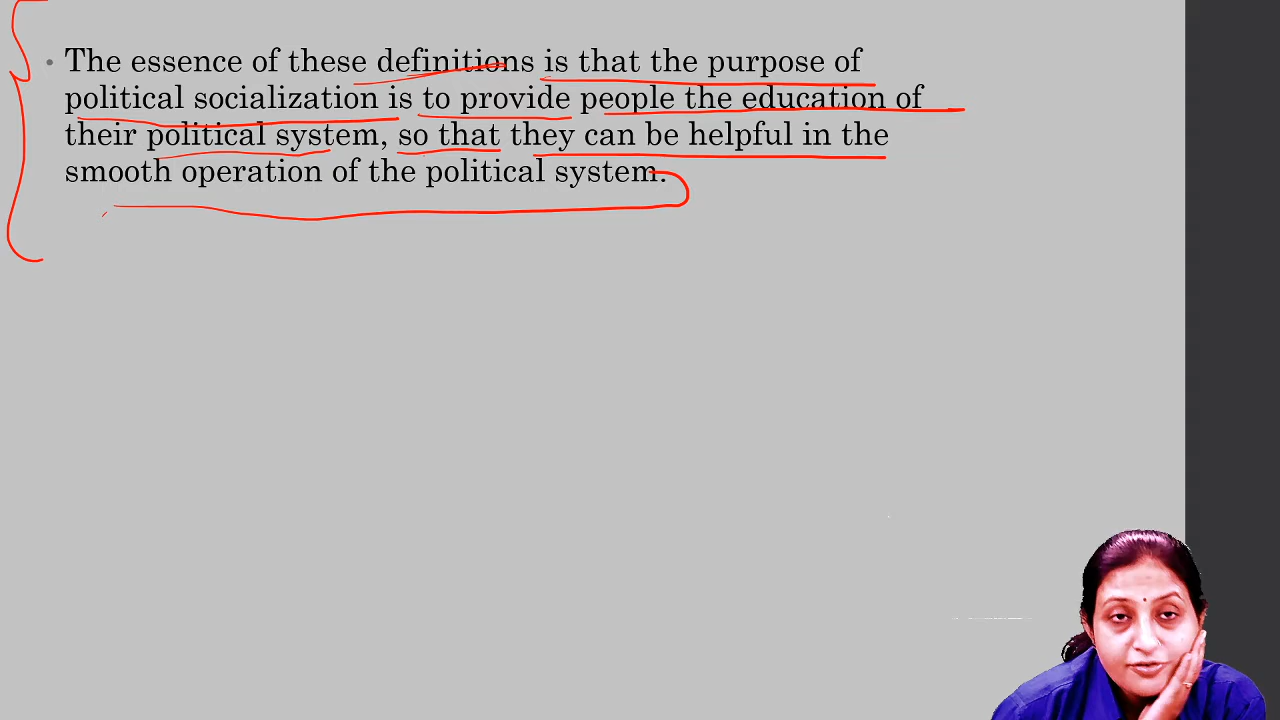 • The essence of these definitions is that the purpose of
political socialization is to provide people the education of
their political system, so that they can be helpful in the
smooth operation of the political system.